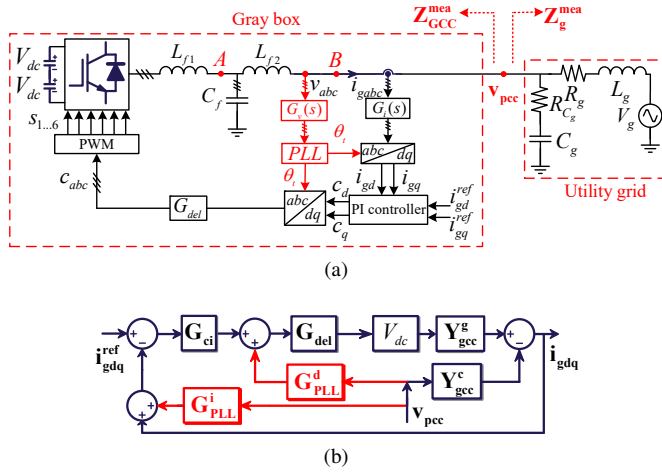 Gray box
Z_GCC^mea
Z_g^mea
V_dc
V_dc
L_f1
A
L_f2
B
C_f
v_abc
i_gabc
v_pcc
R_g
L_g
R_Cg
V_g
C_g
Utility grid
s_1...6
PWM
G_v(s)
G_i(s)
PLL
θ_t
abc
dq
θ_t
c_abc
G_del
abc
dq
c_d
c_q
i_gd
i_gq
PI controller
i_gd^ref
i_gq^ref
(a)
i_gdq^ref
−
G_ci
+
+
G_del
V_dc
Y_gcc^g
+
−
i_gdq
G_PLL^d
Y_gcc^c
+
+
G_PLL^i
v_pcc
(b)